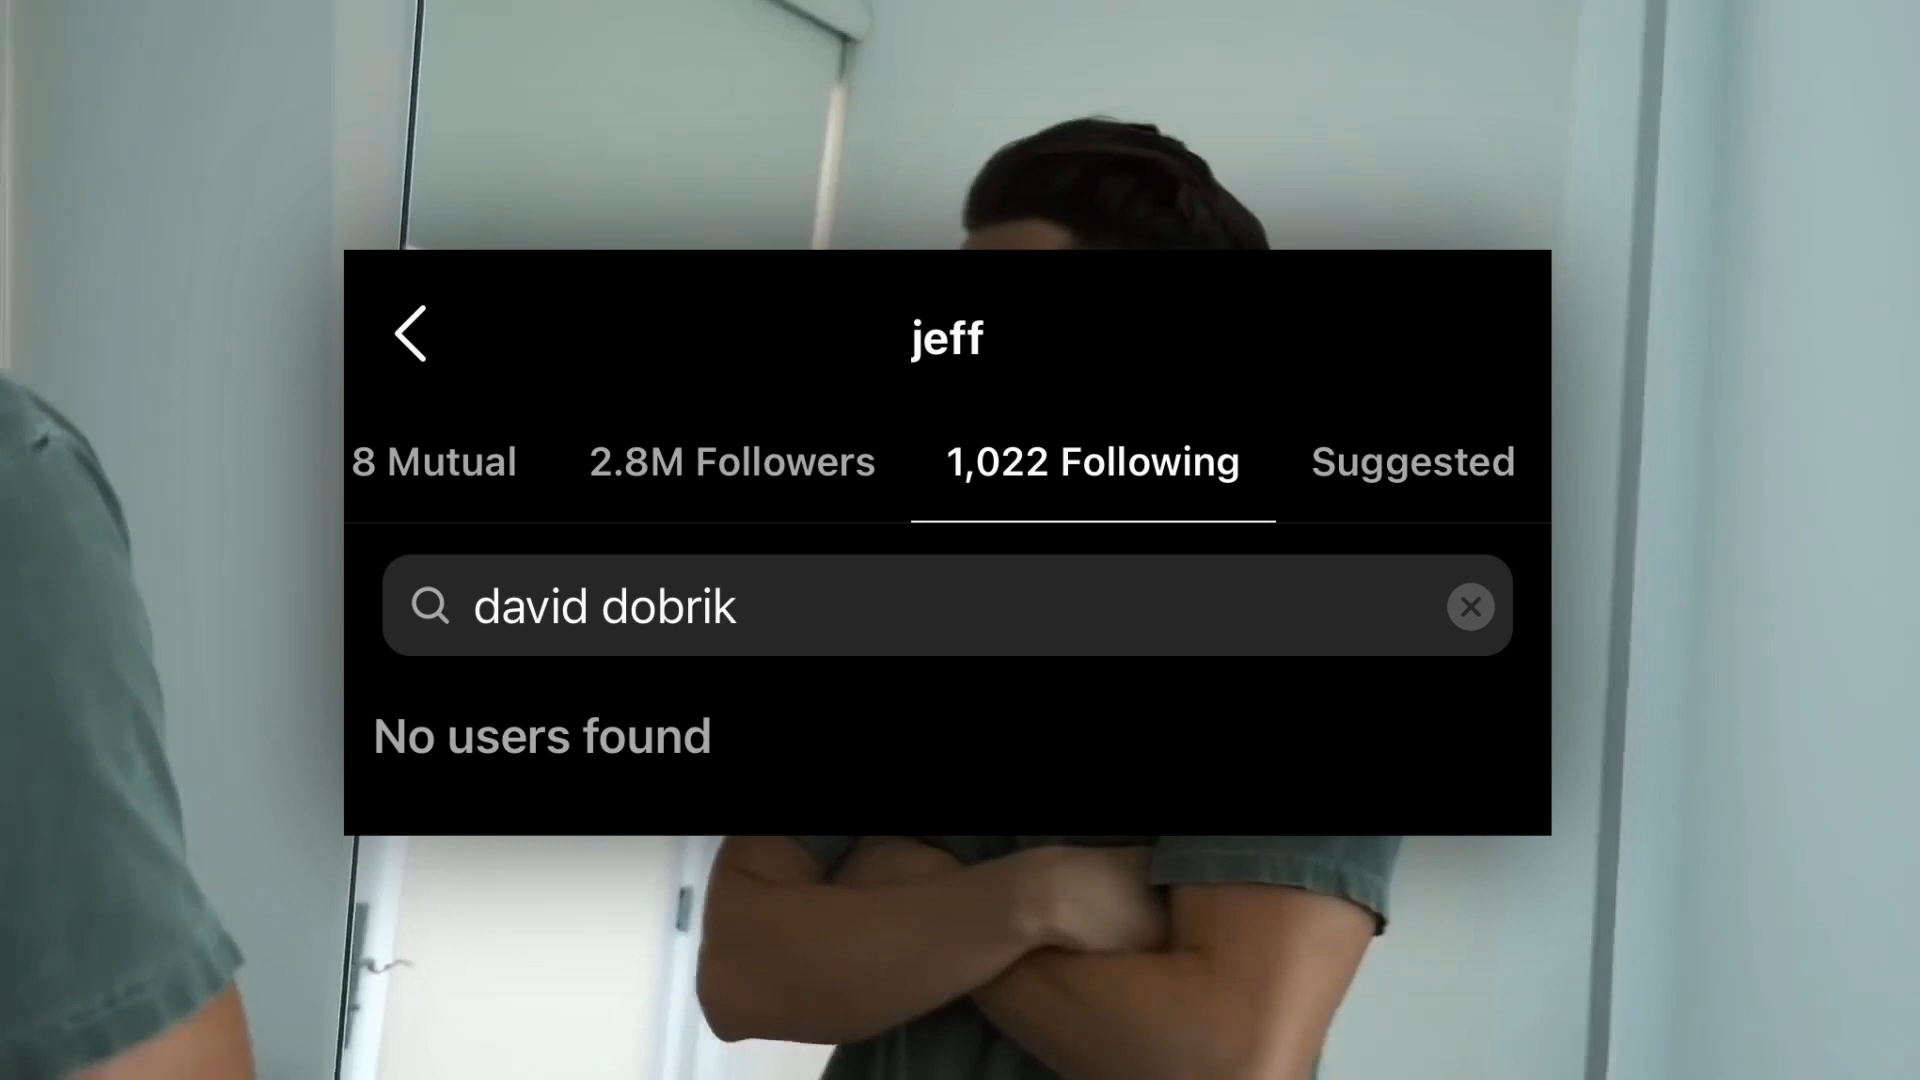 jeff
8 Mutual 2.8M Followers 1,022 Following Suggested
david dobrik
No users found